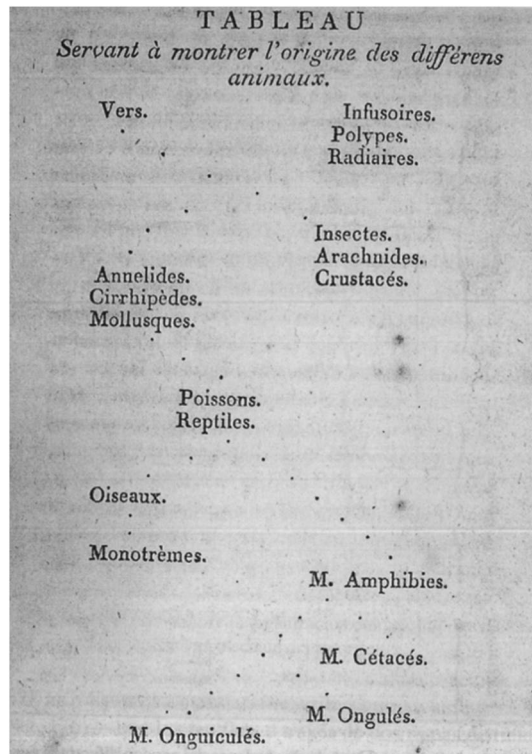 TABLEAU
Servant à montrer l'origine des différens
animaux.
Vers.
Infusoires.
Polypes.
Radiaires.
Insectes.
Arachnides.
Crustacés.
Annelides.
Cirrhipèdes.
Mollusques.
Poissons.
Reptiles.
Oiseaux.
Monotrèmes.
M. Amphibies.
M. Cétacés.
M. Ongulés.
M. Onguiculés.